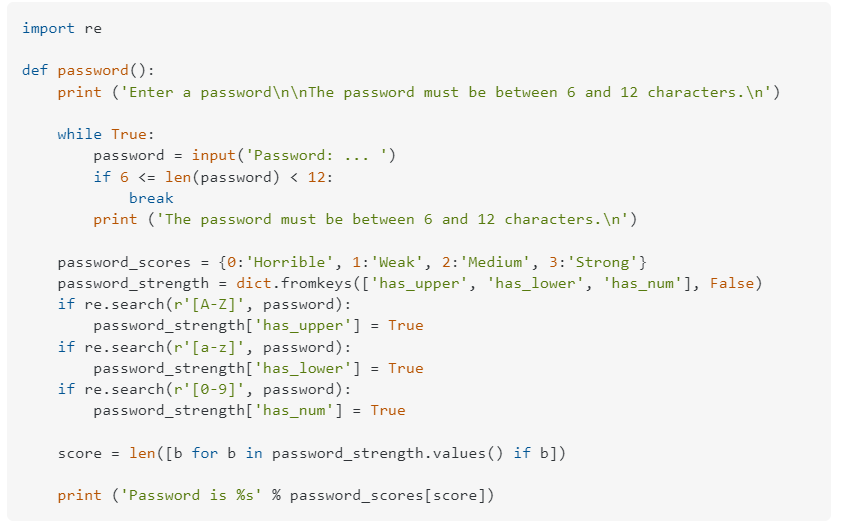 import re
def password():
    print ('Enter a password\n\nThe password must be between 6 and 12 characters.\n')
    while True:
        password = input('Password: ... ')
        if 6 <= len(password) < 12:
            break
        print ('The password must be between 6 and 12 characters.\n')
    password_scores = {0:'Horrible', 1:'Weak', 2:'Medium', 3:'Strong'}
    password_strength = dict.fromkeys(['has_upper', 'has_lower', 'has_num'], False)
    if re.search(r'[A-Z]', password):
        password_strength['has_upper'] = True
    if re.search(r'[a-z]', password):
        password_strength['has_lower'] = True
    if re.search(r'[0-9]', password):
        password_strength['has_num'] = True
    score = len([b for b in password_strength.values() if b])
    print ('Password is %s' % password_scores[score])